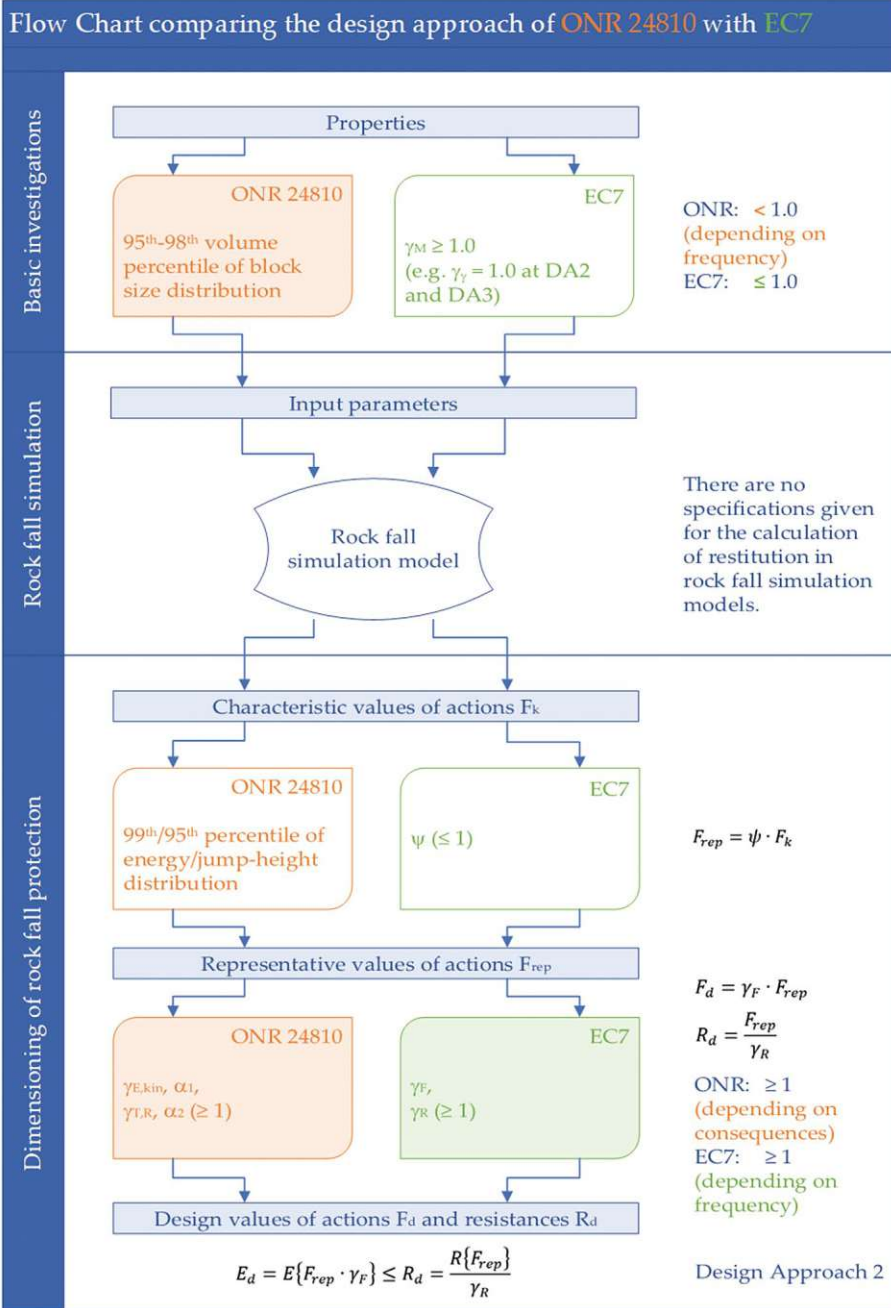 Flow Chart comparing the design approach of ONR 24810 with EC7
Basic investigations
Properties
ONR 24810
95th-98th volume
percentile of block
size distribution
EC7
γM ≥ 1.0
(e.g. γγ = 1.0 at DA2
and DA3)
ONR: < 1.0
(depending on
frequency)
EC7: ≤ 1.0
Rock fall simulation
Input parameters
Rock fall
simulation model
There are no
specifications given
for the calculation
of restitution in
rock fall simulation
models.
Dimensioning of rock fall protection
Characteristic values of actions Fk
ONR 24810
99th/95th percentile of
energy/jump-height
distribution
EC7
ψ (≤ 1)
Frep = ψ · Fk
Representative values of actions Frep
ONR 24810
γE,kin, α1,
γT,R, α2 (≥ 1)
EC7
γF,
γR (≥ 1)
Fd = γF · Frep
Rd = Frep / γR
ONR: ≥ 1
(depending on
consequences)
EC7: ≥ 1
(depending on
frequency)
Design values of actions Fd and resistances Rd
Ed = E{Frep · γF} ≤ Rd = R{Frep} / γR
Design Approach 2